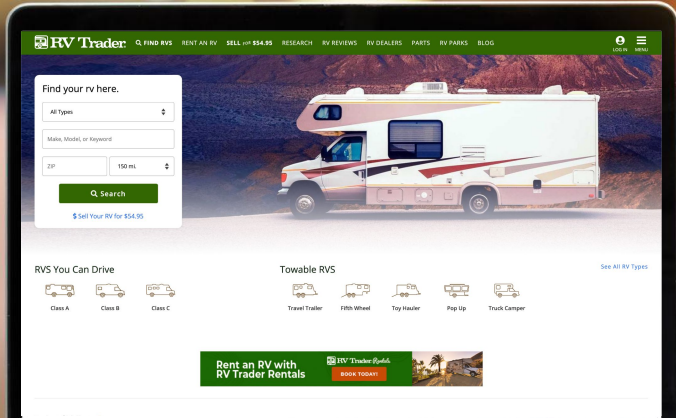 RV Trader
FIND RVS RENT AN RV SELL FOR $54.95 RESEARCH RV REVIEWS RV DEALERS PARTS RV PARKS BLOG
LOG IN MENU
Find your rv here.
All Types
Make, Model, or Keyword
ZIP 150 mi.
Search
$ Sell Your RV for $54.95
RVS You Can Drive
Class A Class B Class C
Towable RVS
See All RV Types
Travel Trailer Fifth Wheel Toy Hauler Pop Up Truck Camper
Rent an RV with
RV Trader Rentals
RV Trader Rentals
BOOK TODAY!